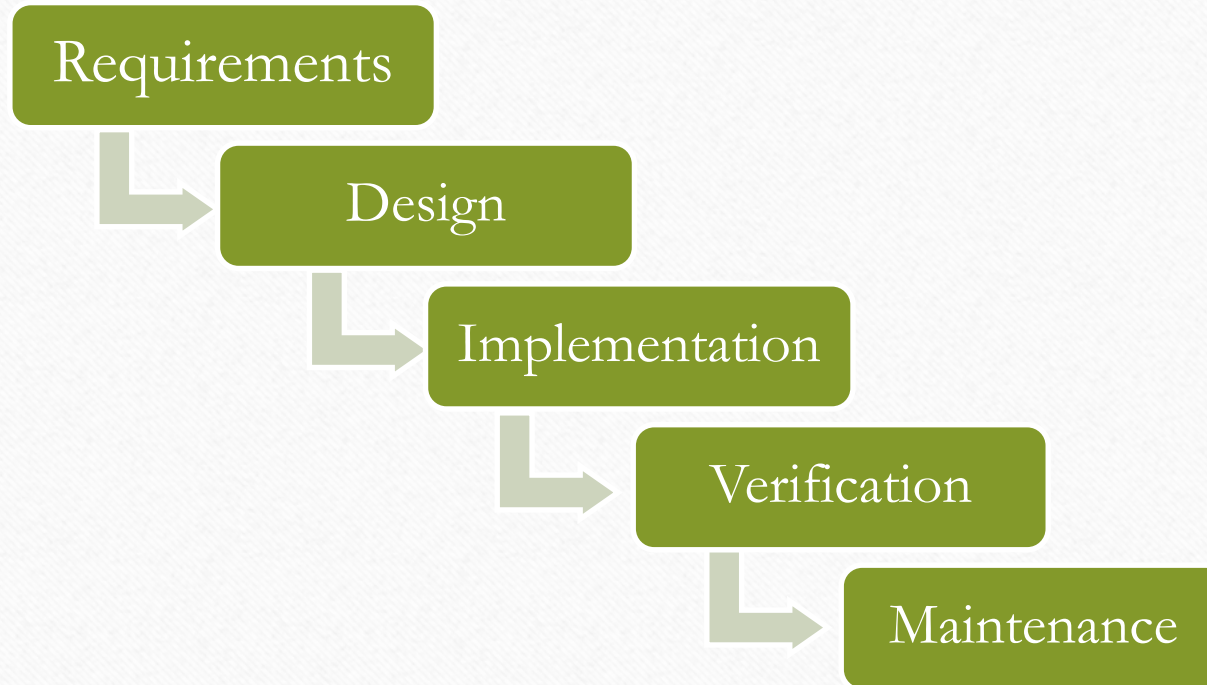 Requirements
Design
Implementation
Verification
Maintenance